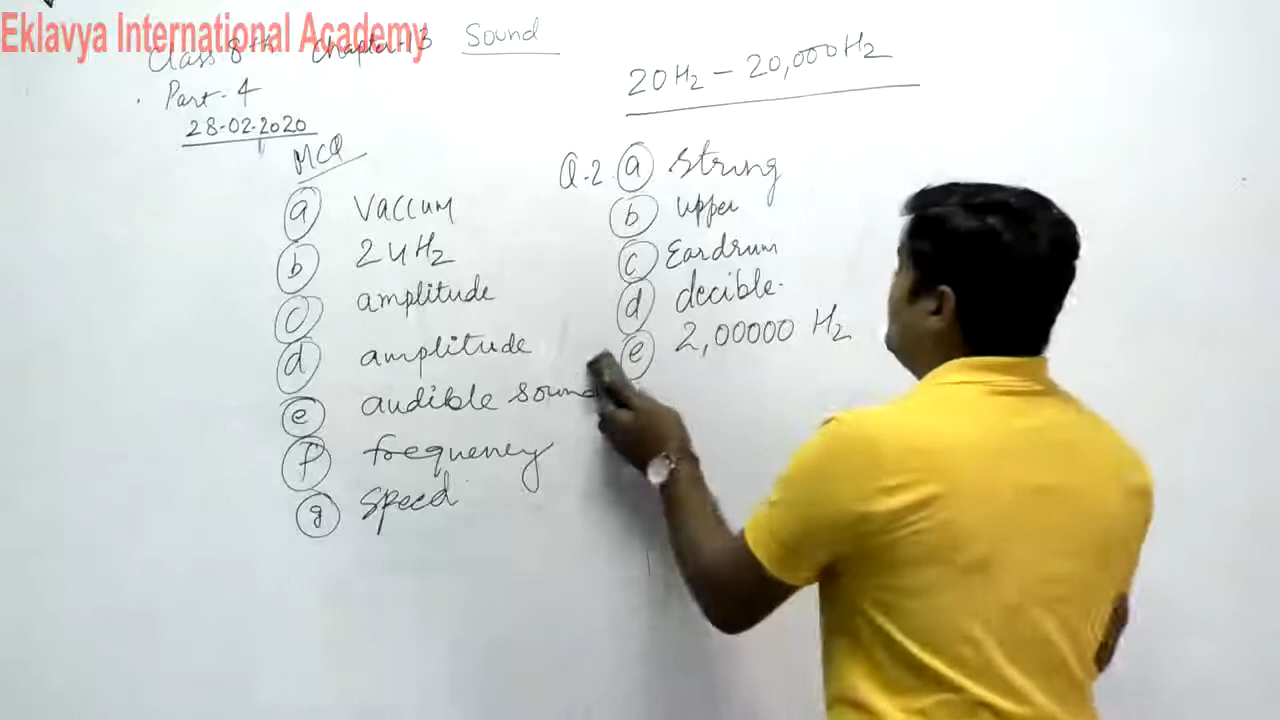 Eklavya International Academy
Class 8th Chapter-13 Sound
Part-4
28-02-2020
MCQ
a vaccum
b 24Hz
c amplitude
d amplitude
e audible sound
f frequency
g speed
20Hz – 20,000Hz
Q.2. a string
b upper
c Eardrum
d decible.
e 2,00000 Hz